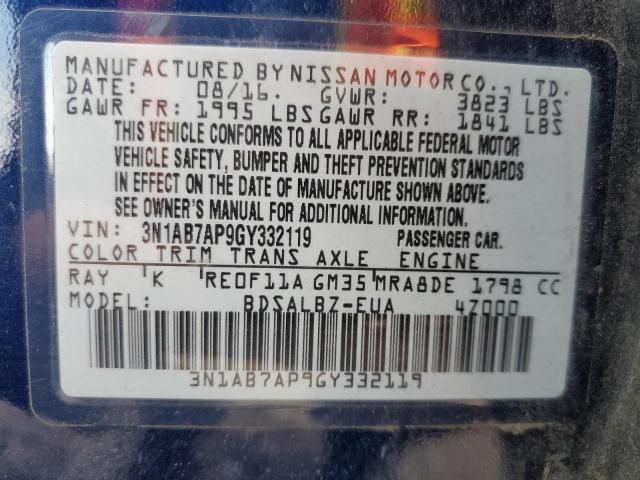 MANUFACTURED BY NISSAN MOTOR CO., LTD.
DATE: 08/16. GVWR: 3823 LBS
GAWR FR: 1995 LBS GAWR RR: 1841 LBS
THIS VEHICLE CONFORMS TO ALL APPLICABLE FEDERAL MOTOR
VEHICLE SAFETY, BUMPER AND THEFT PREVENTION STANDARDS
IN EFFECT ON THE DATE OF MANUFACTURE SHOWN ABOVE.
SEE OWNER'S MANUAL FOR ADDITIONAL INFORMATION.
VIN: 3N1AB7AP9GY332119 PASSENGER CAR.
COLOR TRIM TRANS AXLE ENGINE
RAY K RE0F11A GM35 MRA8DE 1798 CC
MODEL: BDSALBZ-EUA 47000
3N1AB7AP9GY332119